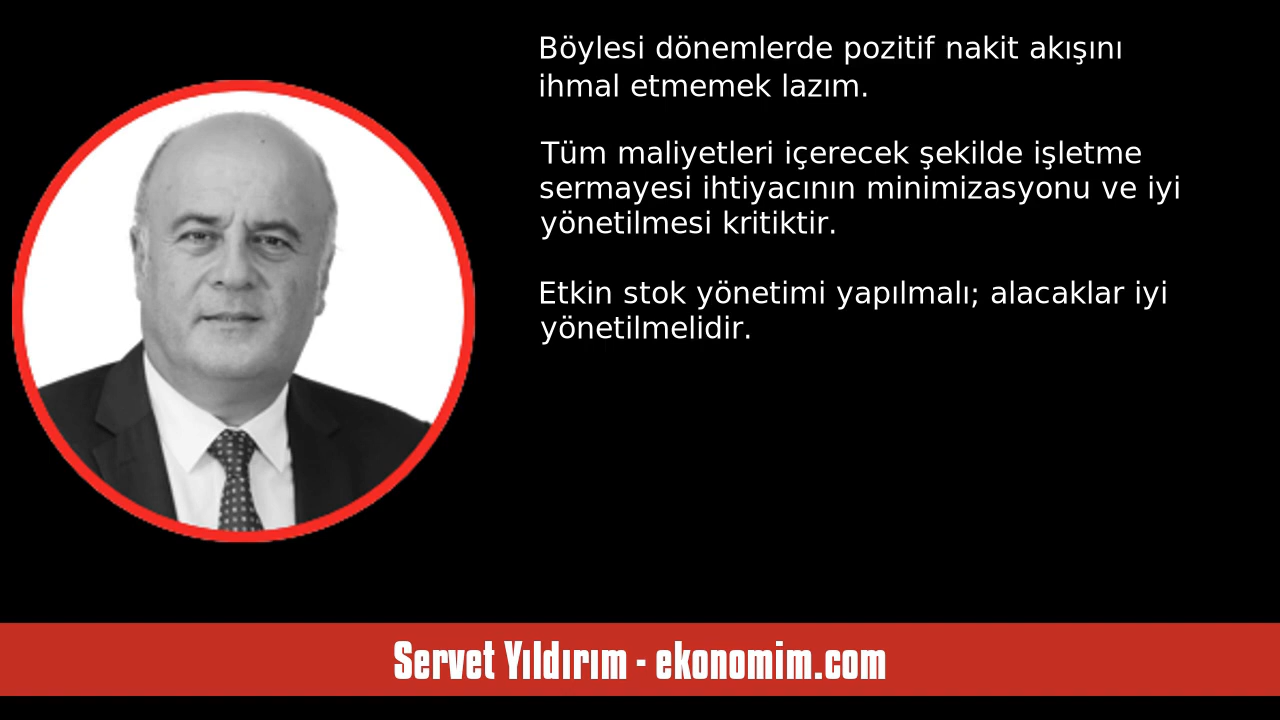 Böylesi dönemlerde pozitif nakit akışını
ihmal etmemek lazım.
Tüm maliyetleri içerecek şekilde işletme
sermayesi ihtiyacının minimizasyonu ve iyi
yönetilmesi kritiktir.
Etkin stok yönetimi yapılmalı; alacaklar iyi
yönetilmelidir.
Servet Yıldırım - ekonomim.com